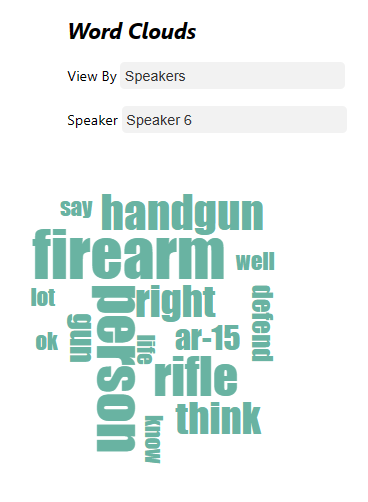 Word Clouds
View By Speakers
Speaker Speaker 6
say handgun
firearm well
lot person right defend
ok gun life ar-15
rifle
know think